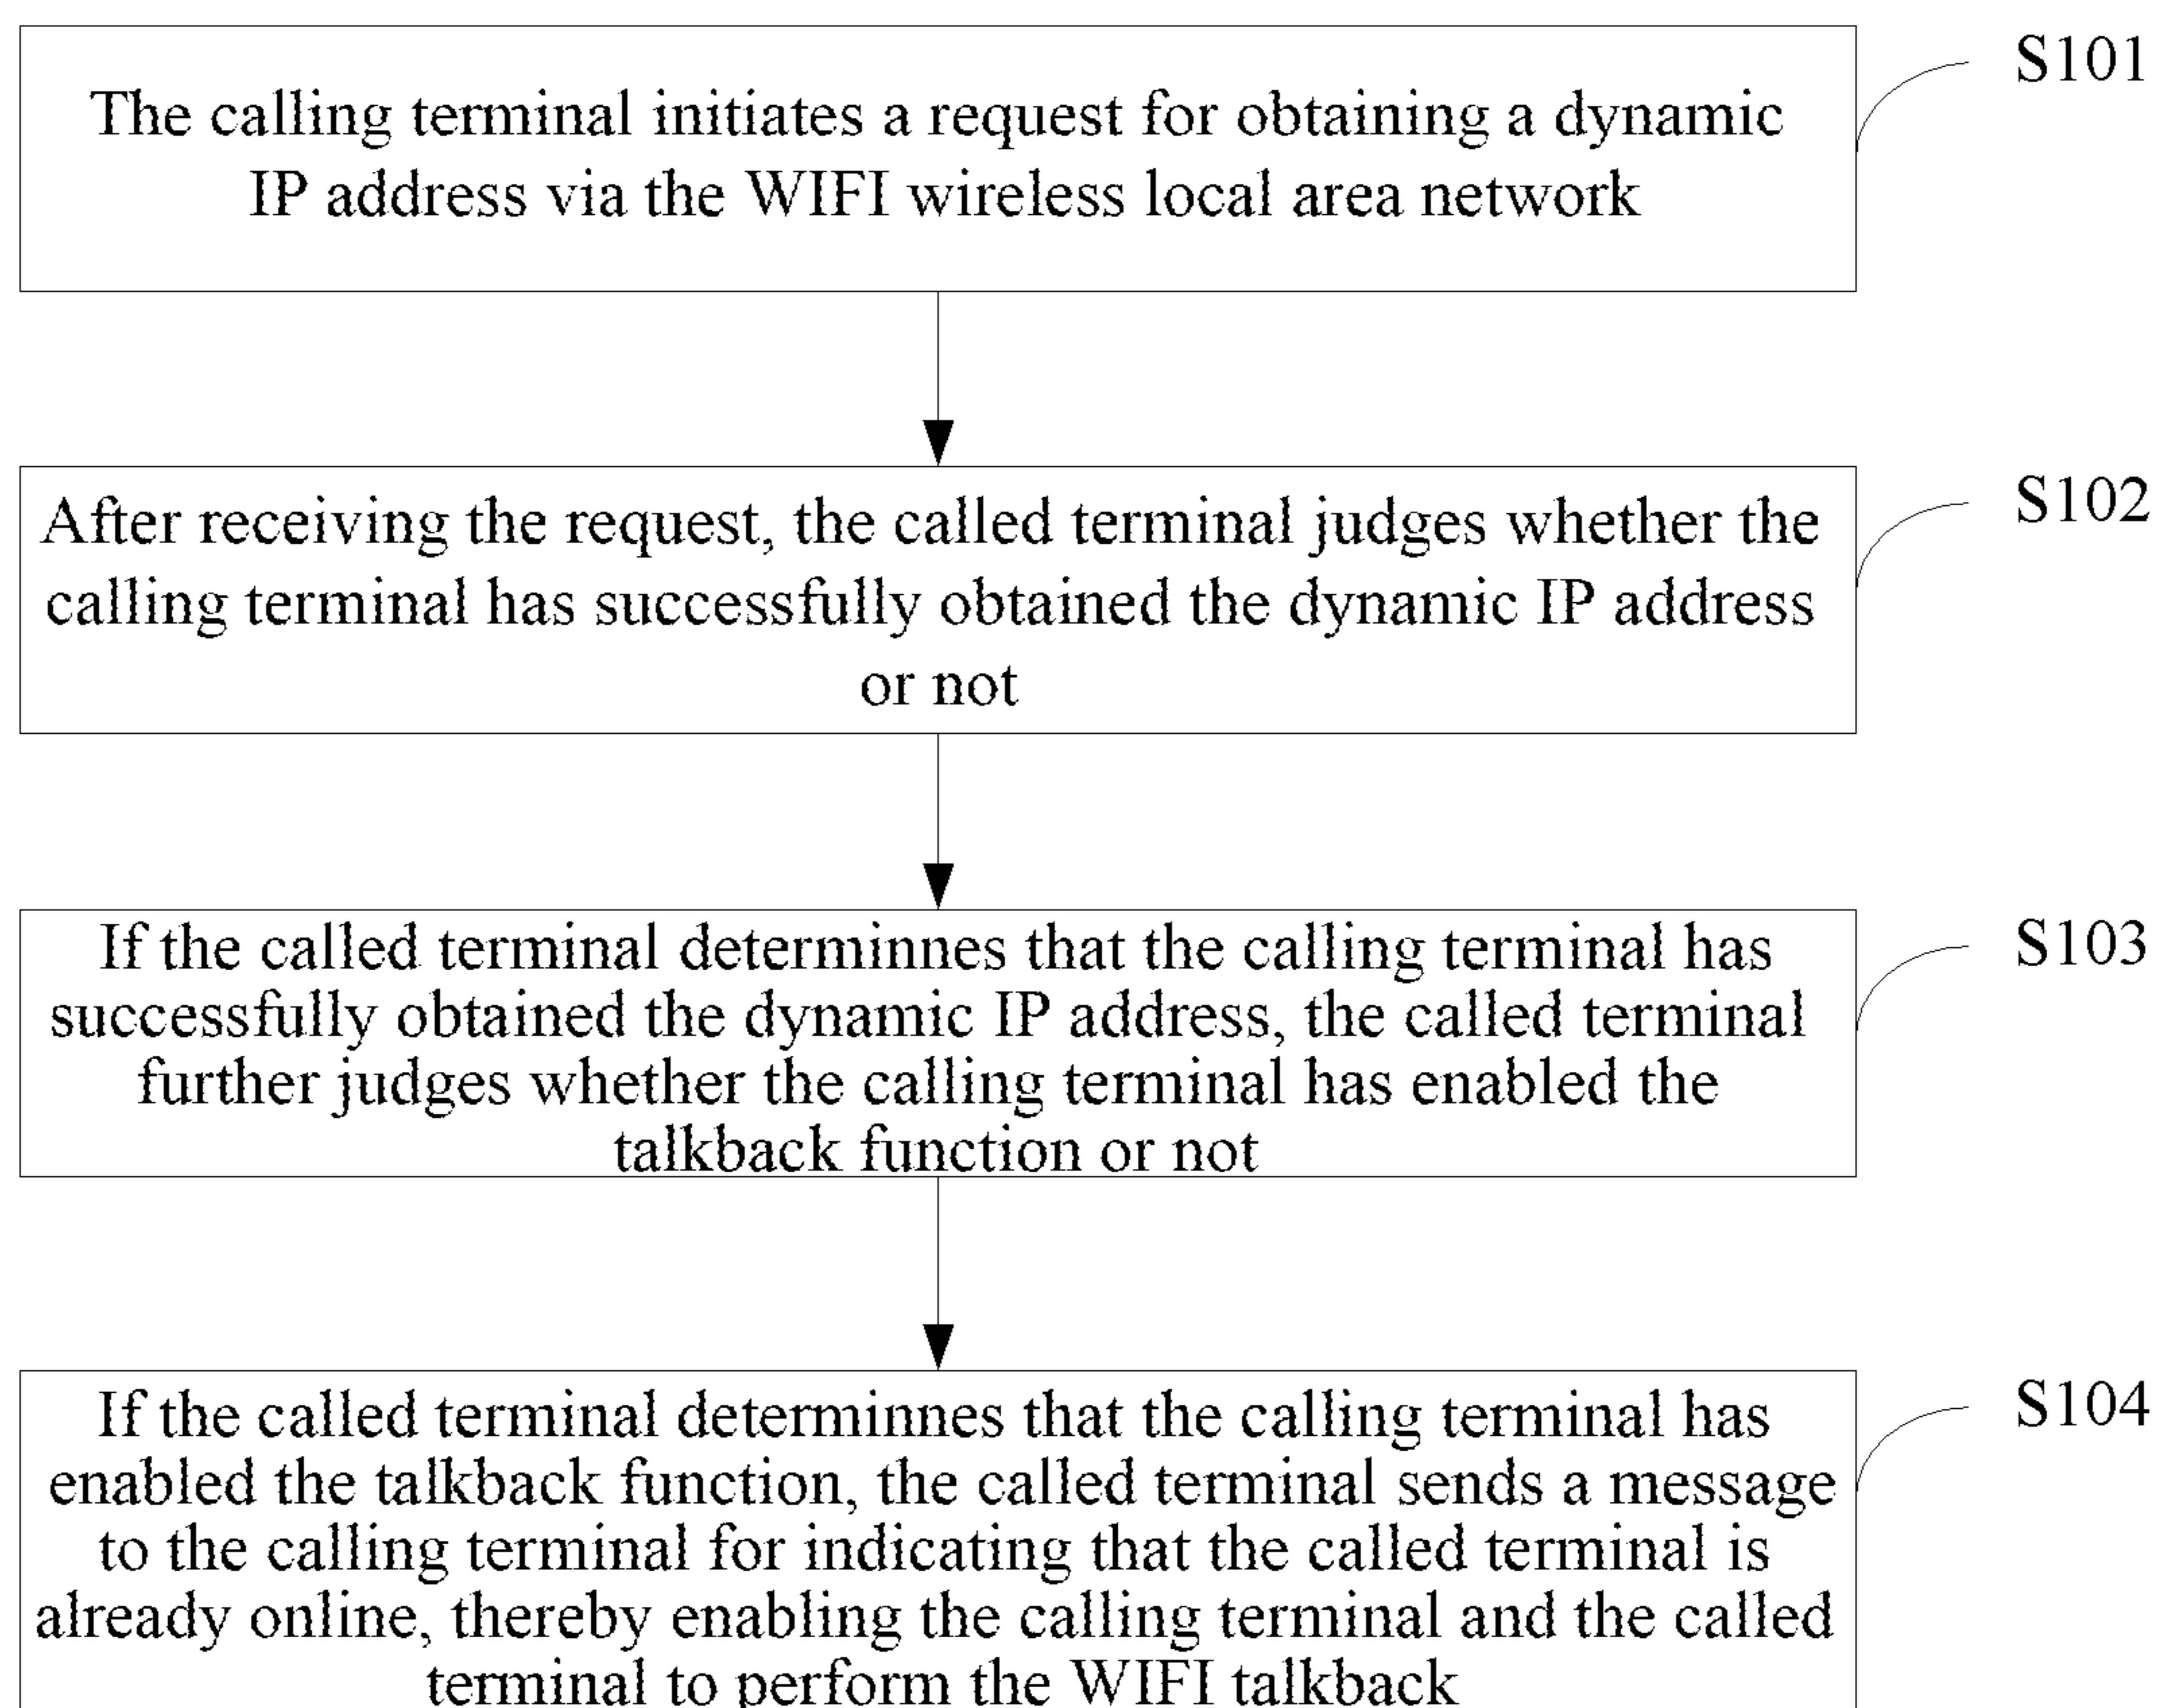 The calling terminal initiates a request for obtaining a dynamic
IP address via the WIFI wireless local area network
S101
After receiving the request, the called terminal judges whether the
calling terminal has successfully obtained the dynamic IP address
or not
S102
If the called terminal determinnes that the calling terminal has
successfully obtained the dynamic IP address, the called terminal
further judges whether the calling terminal has enabled the
talkback function or not
S103
If the called terminal determinnes that the calling terminal has
enabled the talkback function, the called terminal sends a message
to the calling terminal for indicating that the called terminal is
already online, thereby enabling the calling terminal and the called
terminal to perform the WIFI talkback
S104